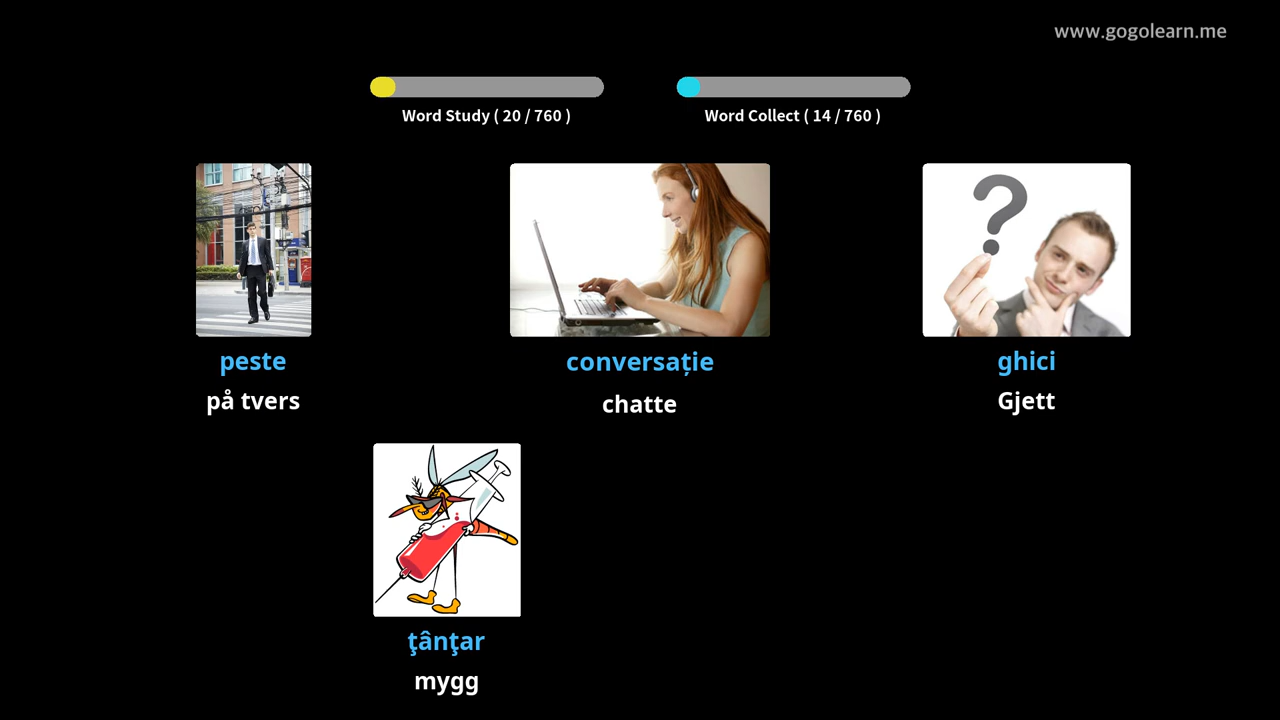 www.gogolearn.me
Word Study ( 20 / 760 )
Word Collect ( 14 / 760 )
peste
conversație
ghici
på tvers
chatte
Gjett
ţânţar
mygg